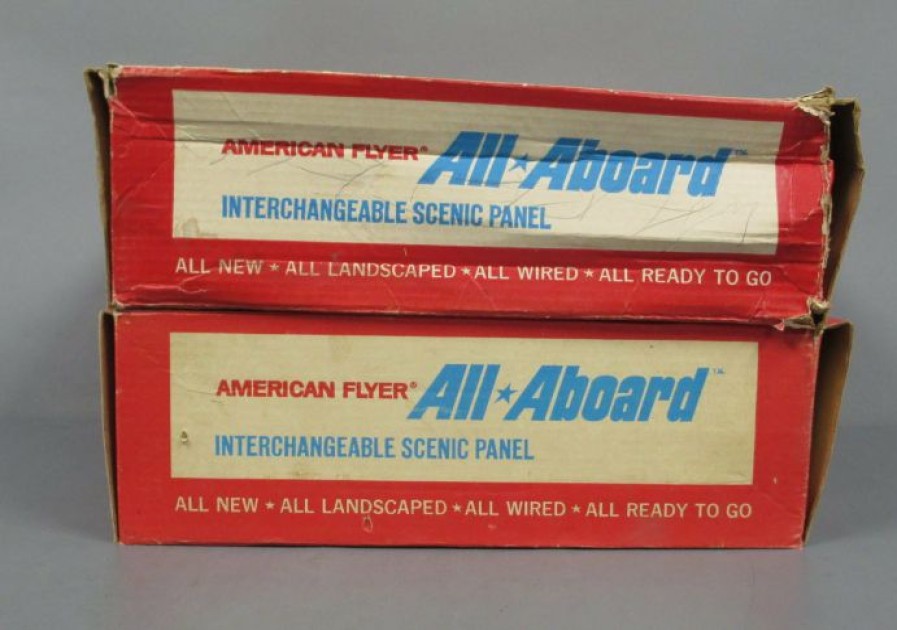 AMERICAN FLYER® All★Aboard™
INTERCHANGEABLE SCENIC PANEL
ALL NEW ★ ALL LANDSCAPED ★ ALL WIRED ★ ALL READY TO GO
AMERICAN FLYER® All★Aboard™
INTERCHANGEABLE SCENIC PANEL
ALL NEW ★ ALL LANDSCAPED ★ ALL WIRED ★ ALL READY TO GO